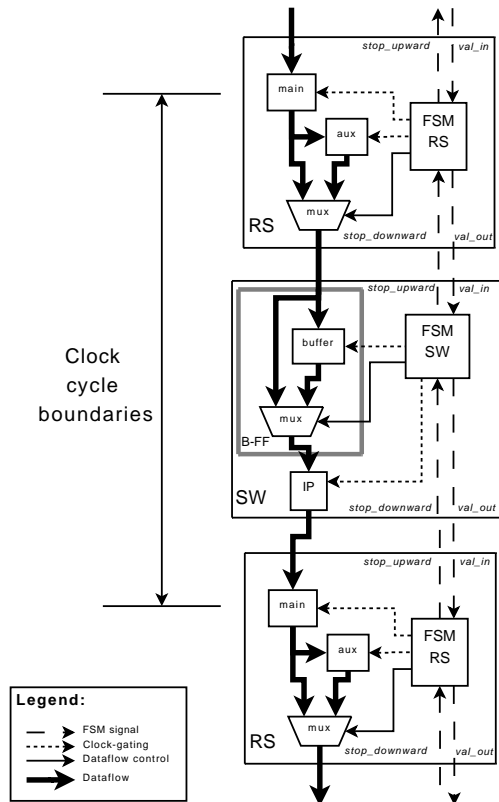 stop_upward
val_in
main
FSM
RS
aux
mux
RS
stop_downward
val_out
stop_upward
val_in
Clock
cycle
boundaries
buffer
FSM
SW
mux
B-FF
IP
SW
stop_downward
val_out
stop_upward
val_in
main
FSM
RS
aux
mux
RS
stop_downward
val_out
Legend:
FSM signal
Clock-gating
Dataflow control
Dataflow